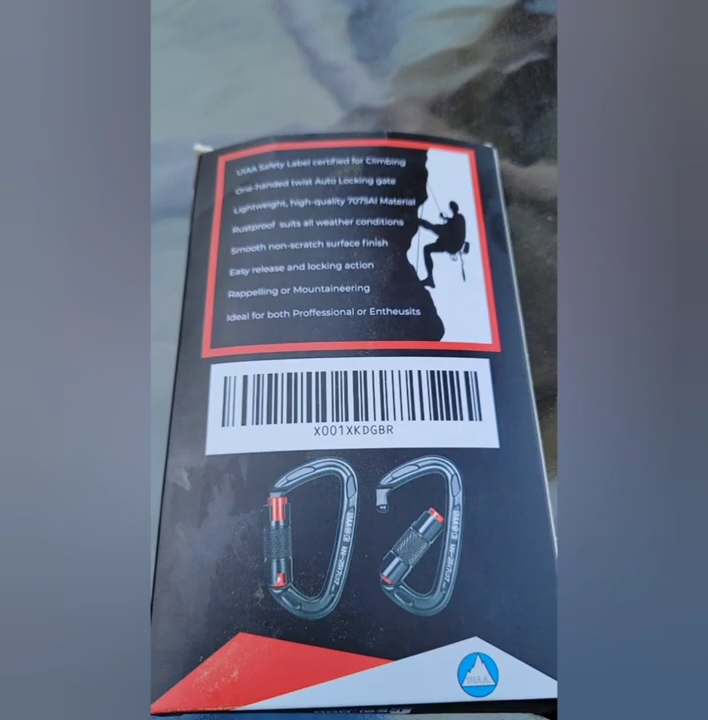 UIAA Safety Label certified for Climbing
One-handed twist Auto Locking gate
Lightweight, high-quality 7075Al Material
Rustproof suits all weather conditions
Smooth non-scratch surface finish
Easy release and locking action
Rappelling or Mountaineering
Ideal for both Proffessional or Entheusits
X001XKDGBR
UIAA